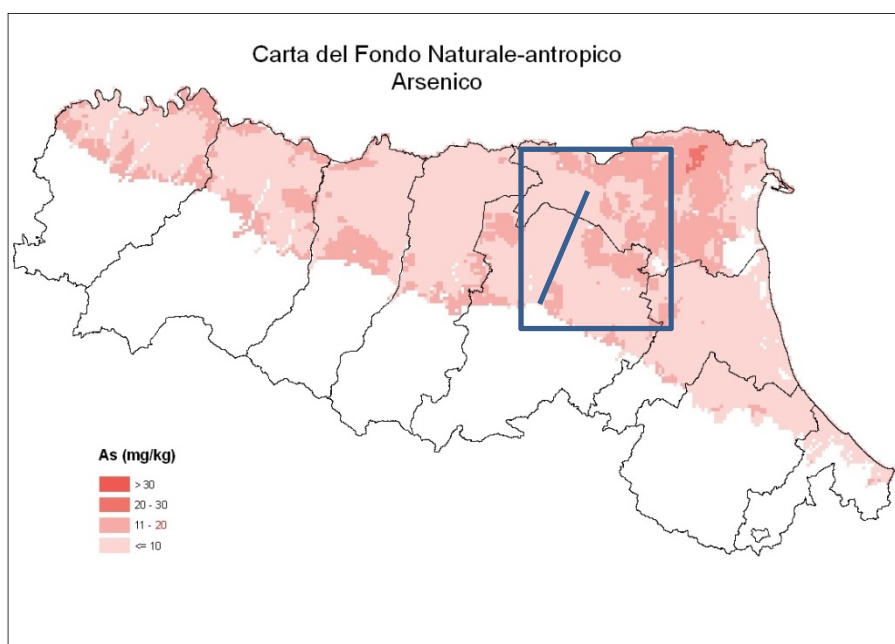 Carta del Fondo Naturale-antropico
Arsenico
As (mg/kg)
> 30
20 - 30
11 - 20
<= 10